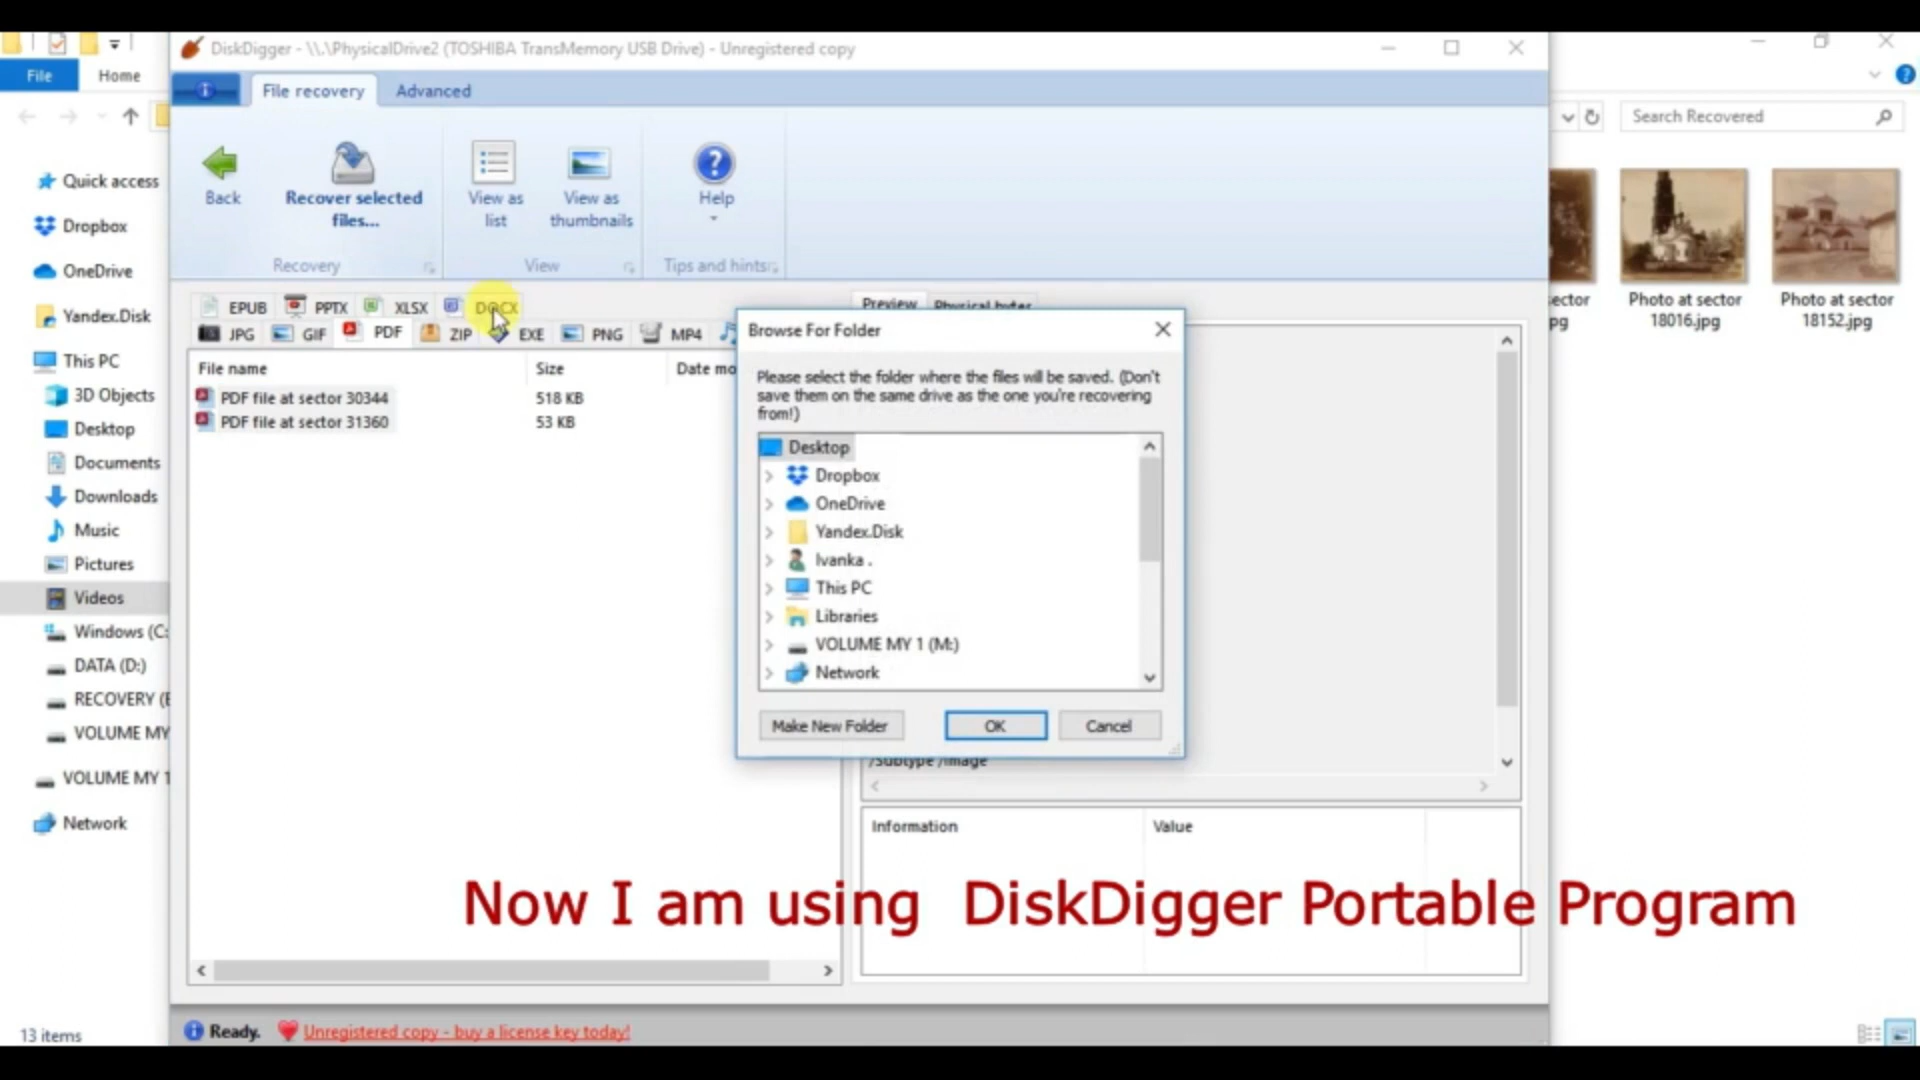 DiskDigger - \\.\PhysicalDrive2 (TOSHIBA TransMemory USB Drive) - Unregistered copy
File
Home
File recovery
Advanced
Search Recovered
Back
Recover selected
files...
View as
list
View as
thumbnails
Help
Recovery
View
Tips and hints
Quick access
Dropbox
OneDrive
Yandex.Disk
This PC
3D Objects
Desktop
Documents
Downloads
Music
Pictures
Videos
Windows (C:
DATA (D:)
RECOVERY (E
VOLUME MY
VOLUME MY 1
Network
13 items
EPUB
PPTX
XLSX
DOCX
JPG
GIF
PDF
ZIP
EXE
PNG
MP4
File name
Size
Date mo
PDF file at sector 30344
518 KB
PDF file at sector 31360
53 KB
Preview
Physical bytes
Browse For Folder
Please select the folder where the files will be saved. (Don't
save them on the same drive as the one you're recovering
from!)
Desktop
Dropbox
OneDrive
Yandex.Disk
Ivanka .
This PC
Libraries
VOLUME MY 1 (M:)
Network
Make New Folder
OK
Cancel
/Subtype /Image
Information
Value
ector
pg
Photo at sector
18016.jpg
Photo at sector
18152.jpg
Now I am using  DiskDigger Portable Program
Ready.
Unregistered copy - buy a license key today!